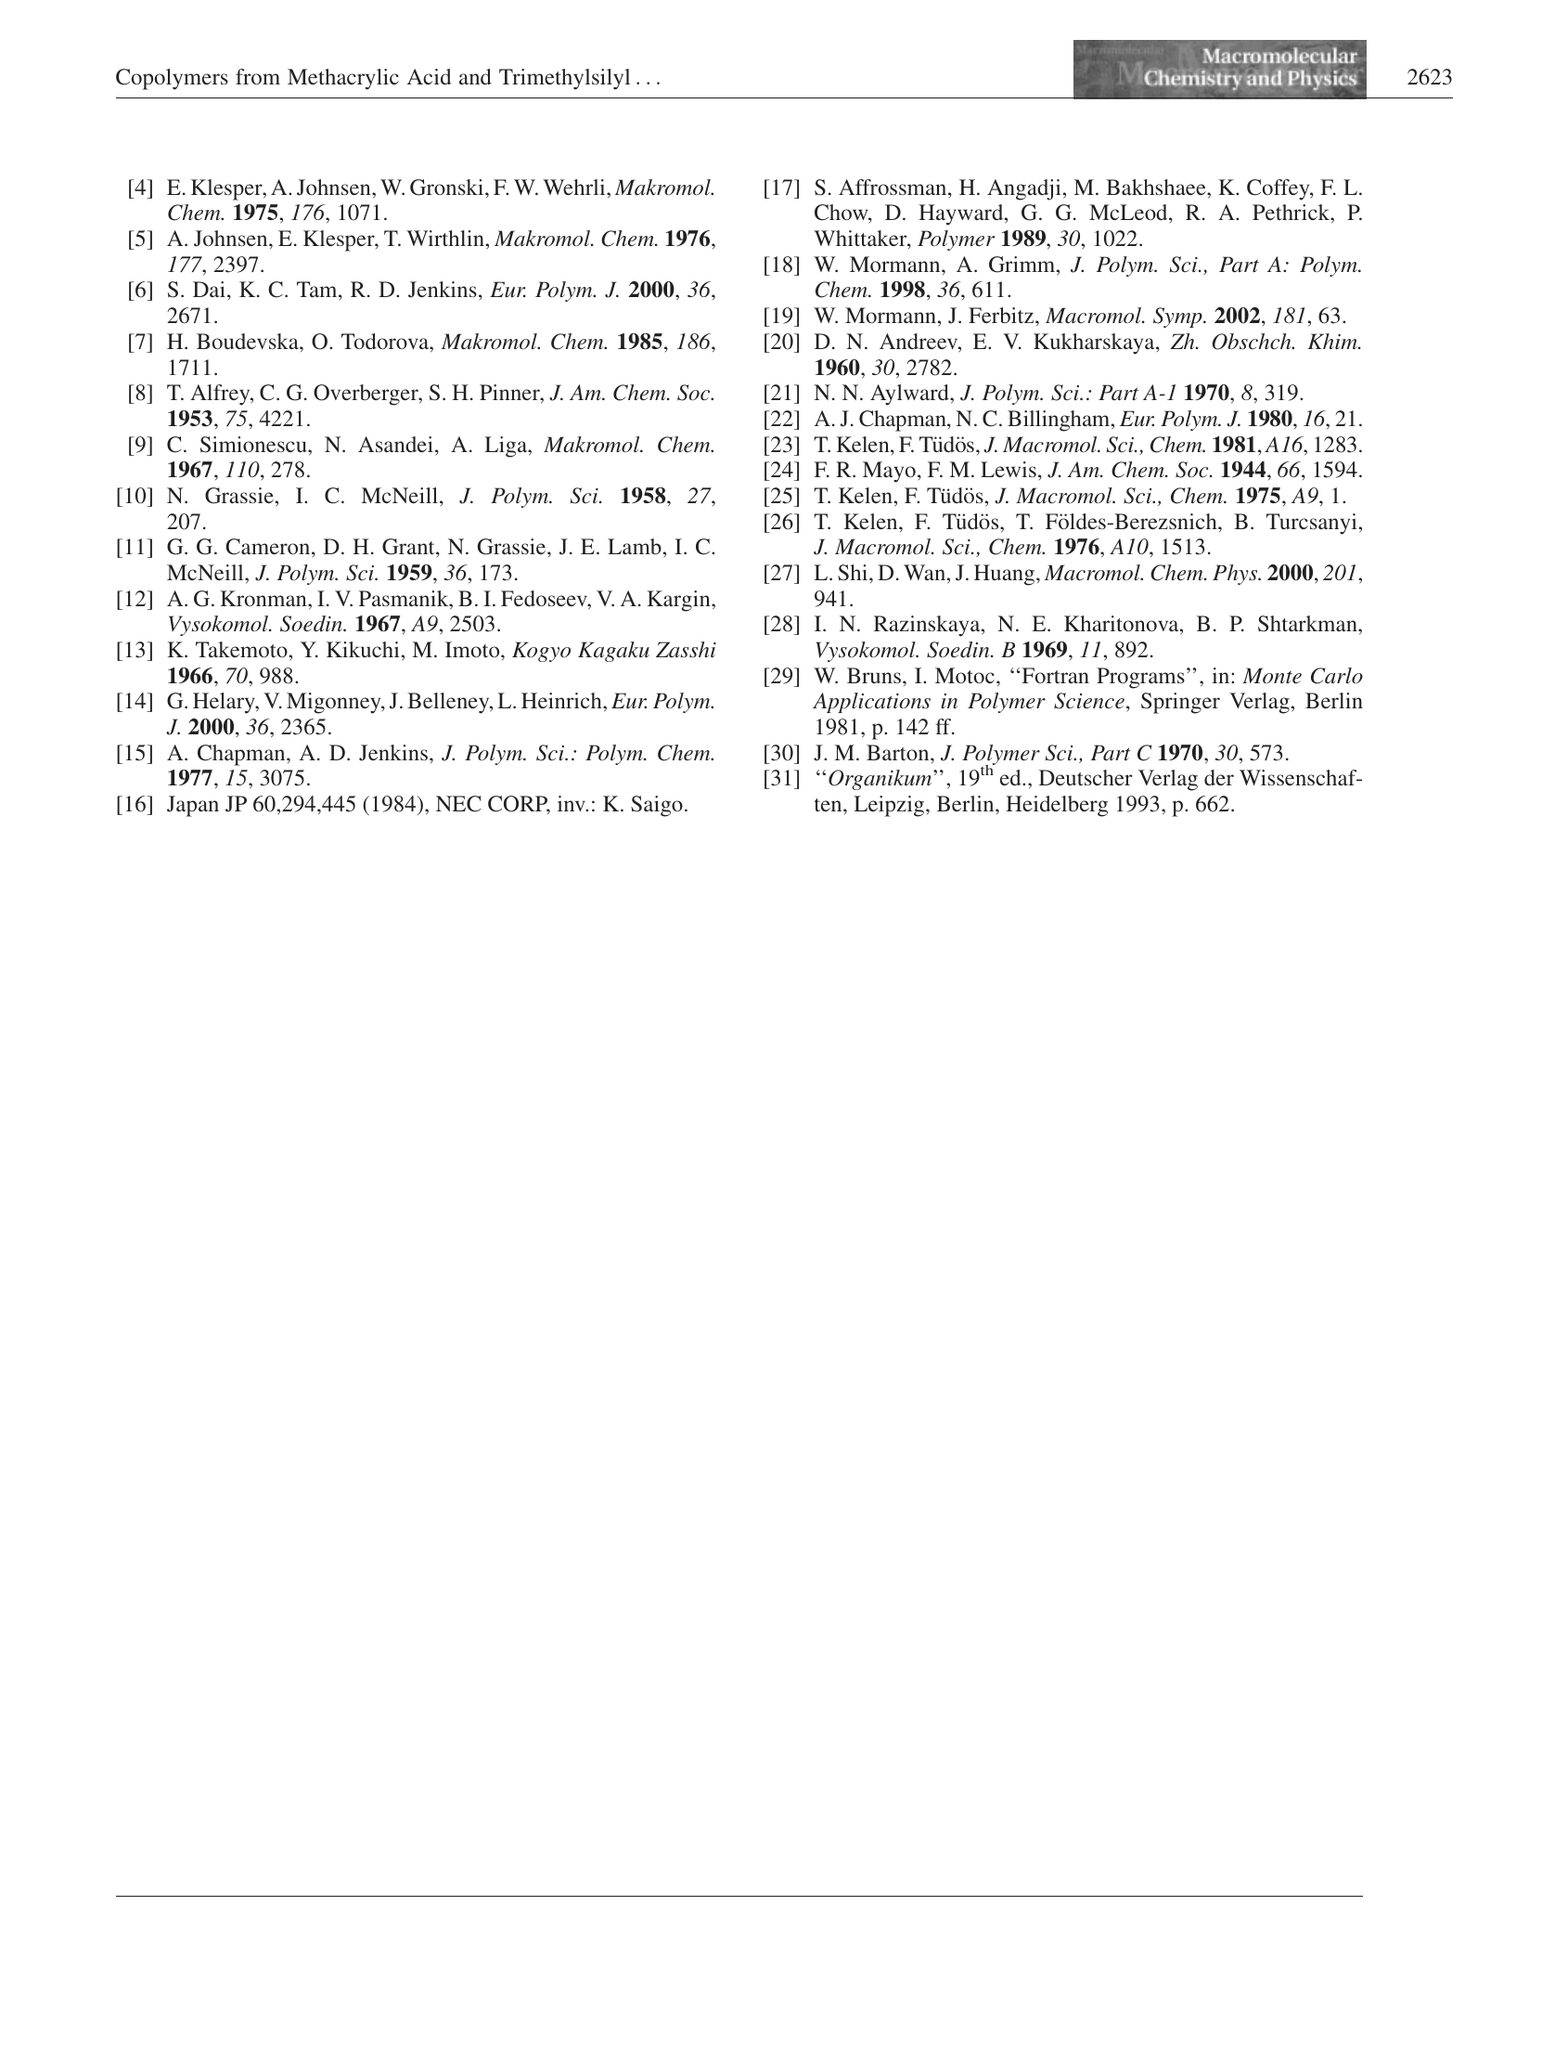 Copolymers from Methacrylic Acid and Trimethylsilyl . . .
Macromolecular
Chemistry and Physics
2623
[4] E. Klesper, A. Johnsen, W. Gronski, F. W. Wehrli, Makromol.
Chem. 1975, 176, 1071.
[5] A. Johnsen, E. Klesper, T. Wirthlin, Makromol. Chem. 1976,
177, 2397.
[6] S. Dai, K. C. Tam, R. D. Jenkins, Eur. Polym. J. 2000, 36,
2671.
[7] H. Boudevska, O. Todorova, Makromol. Chem. 1985, 186,
1711.
[8] T. Alfrey, C. G. Overberger, S. H. Pinner, J. Am. Chem. Soc.
1953, 75, 4221.
[9] C. Simionescu, N. Asandei, A. Liga, Makromol. Chem.
1967, 110, 278.
[10] N. Grassie, I. C. McNeill, J. Polym. Sci. 1958, 27,
207.
[11] G. G. Cameron, D. H. Grant, N. Grassie, J. E. Lamb, I. C.
McNeill, J. Polym. Sci. 1959, 36, 173.
[12] A. G. Kronman, I. V. Pasmanik, B. I. Fedoseev, V. A. Kargin,
Vysokomol. Soedin. 1967, A9, 2503.
[13] K. Takemoto, Y. Kikuchi, M. Imoto, Kogyo Kagaku Zasshi
1966, 70, 988.
[14] G. Helary, V. Migonney, J. Belleney, L. Heinrich, Eur. Polym.
J. 2000, 36, 2365.
[15] A. Chapman, A. D. Jenkins, J. Polym. Sci.: Polym. Chem.
1977, 15, 3075.
[16] Japan JP 60,294,445 (1984), NEC CORP, inv.: K. Saigo.
[17] S. Affrossman, H. Angadji, M. Bakhshaee, K. Coffey, F. L.
Chow, D. Hayward, G. G. McLeod, R. A. Pethrick, P.
Whittaker, Polymer 1989, 30, 1022.
[18] W. Mormann, A. Grimm, J. Polym. Sci., Part A: Polym.
Chem. 1998, 36, 611.
[19] W. Mormann, J. Ferbitz, Macromol. Symp. 2002, 181, 63.
[20] D. N. Andreev, E. V. Kukharskaya, Zh. Obschch. Khim.
1960, 30, 2782.
[21] N. N. Aylward, J. Polym. Sci.: Part A-1 1970, 8, 319.
[22] A. J. Chapman, N. C. Billingham, Eur. Polym. J. 1980, 16, 21.
[23] T. Kelen, F. Tüdös, J. Macromol. Sci., Chem. 1981, A16, 1283.
[24] F. R. Mayo, F. M. Lewis, J. Am. Chem. Soc. 1944, 66, 1594.
[25] T. Kelen, F. Tüdös, J. Macromol. Sci., Chem. 1975, A9, 1.
[26] T. Kelen, F. Tüdös, T. Földes-Berezsnich, B. Turcsanyi,
J. Macromol. Sci., Chem. 1976, A10, 1513.
[27] L. Shi, D. Wan, J. Huang, Macromol. Chem. Phys. 2000, 201,
941.
[28] I. N. Razinskaya, N. E. Kharitonova, B. P. Shtarkman,
Vysokomol. Soedin. B 1969, 11, 892.
[29] W. Bruns, I. Motoc, ‘‘Fortran Programs’’, in: Monte Carlo
Applications in Polymer Science, Springer Verlag, Berlin
1981, p. 142 ff.
[30] J. M. Barton, J. Polymer Sci., Part C 1970, 30, 573.
[31] ‘‘Organikum’’, 19th ed., Deutscher Verlag der Wissenschaf-
ten, Leipzig, Berlin, Heidelberg 1993, p. 662.